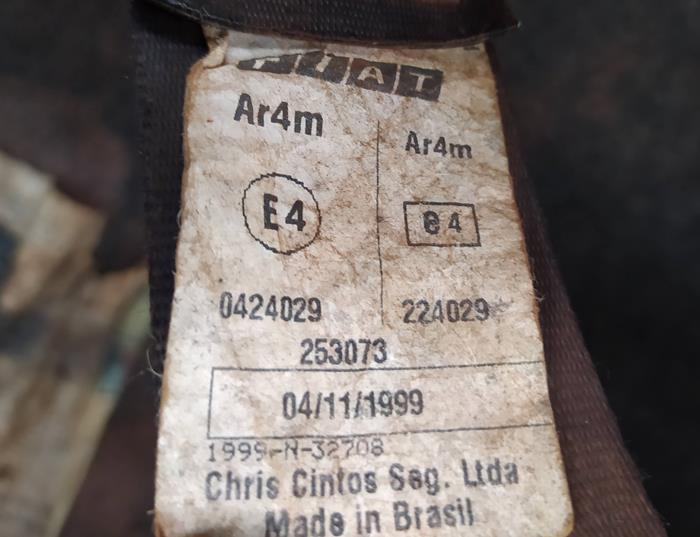 FIAT
Ar4m
Ar4m
E4
e4
0424029
224029
253073
04/11/1999
1999-N-32708
Chris Cintos Seg. Ltda
Made in Brasil